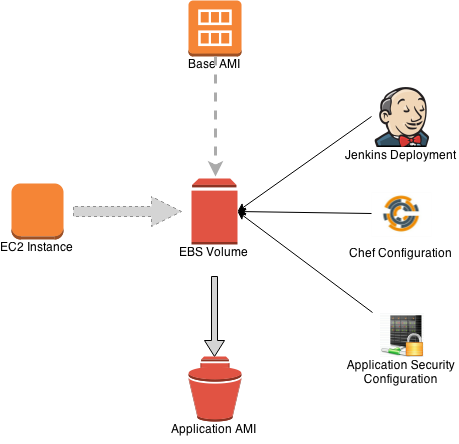 Base AMI
Jenkins Deployment
EC2 Instance
EBS Volume
Chef Configuration
Application Security
Configuration
Application AMI